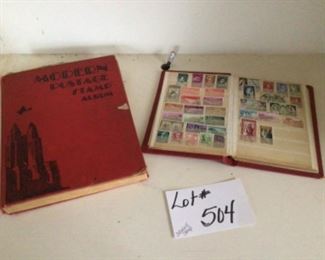 MODERN
POSTAGE
STAMP
ALBUM
Lot#
504